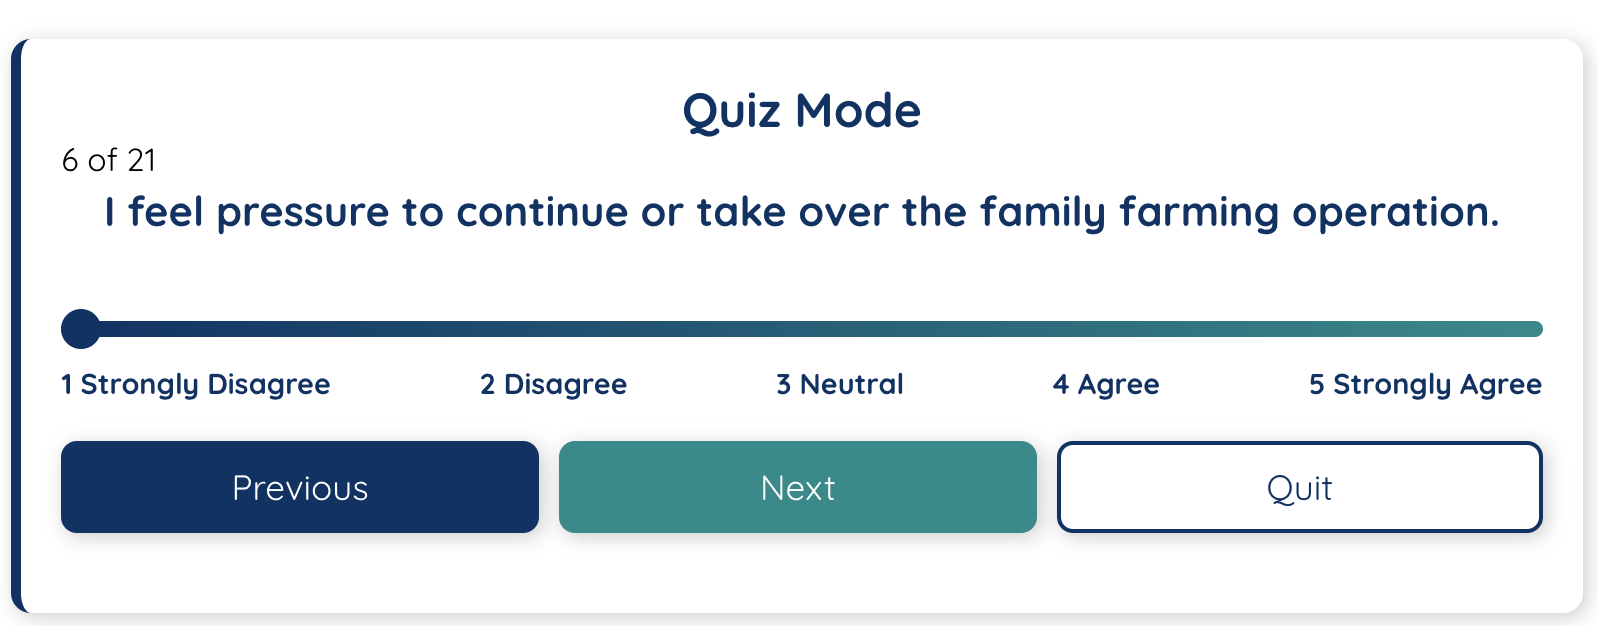 Quiz Mode
6 of 21
I feel pressure to continue or take over the family farming operation.
1 Strongly Disagree 2 Disagree 3 Neutral 4 Agree 5 Strongly Agree
Previous Next Quit